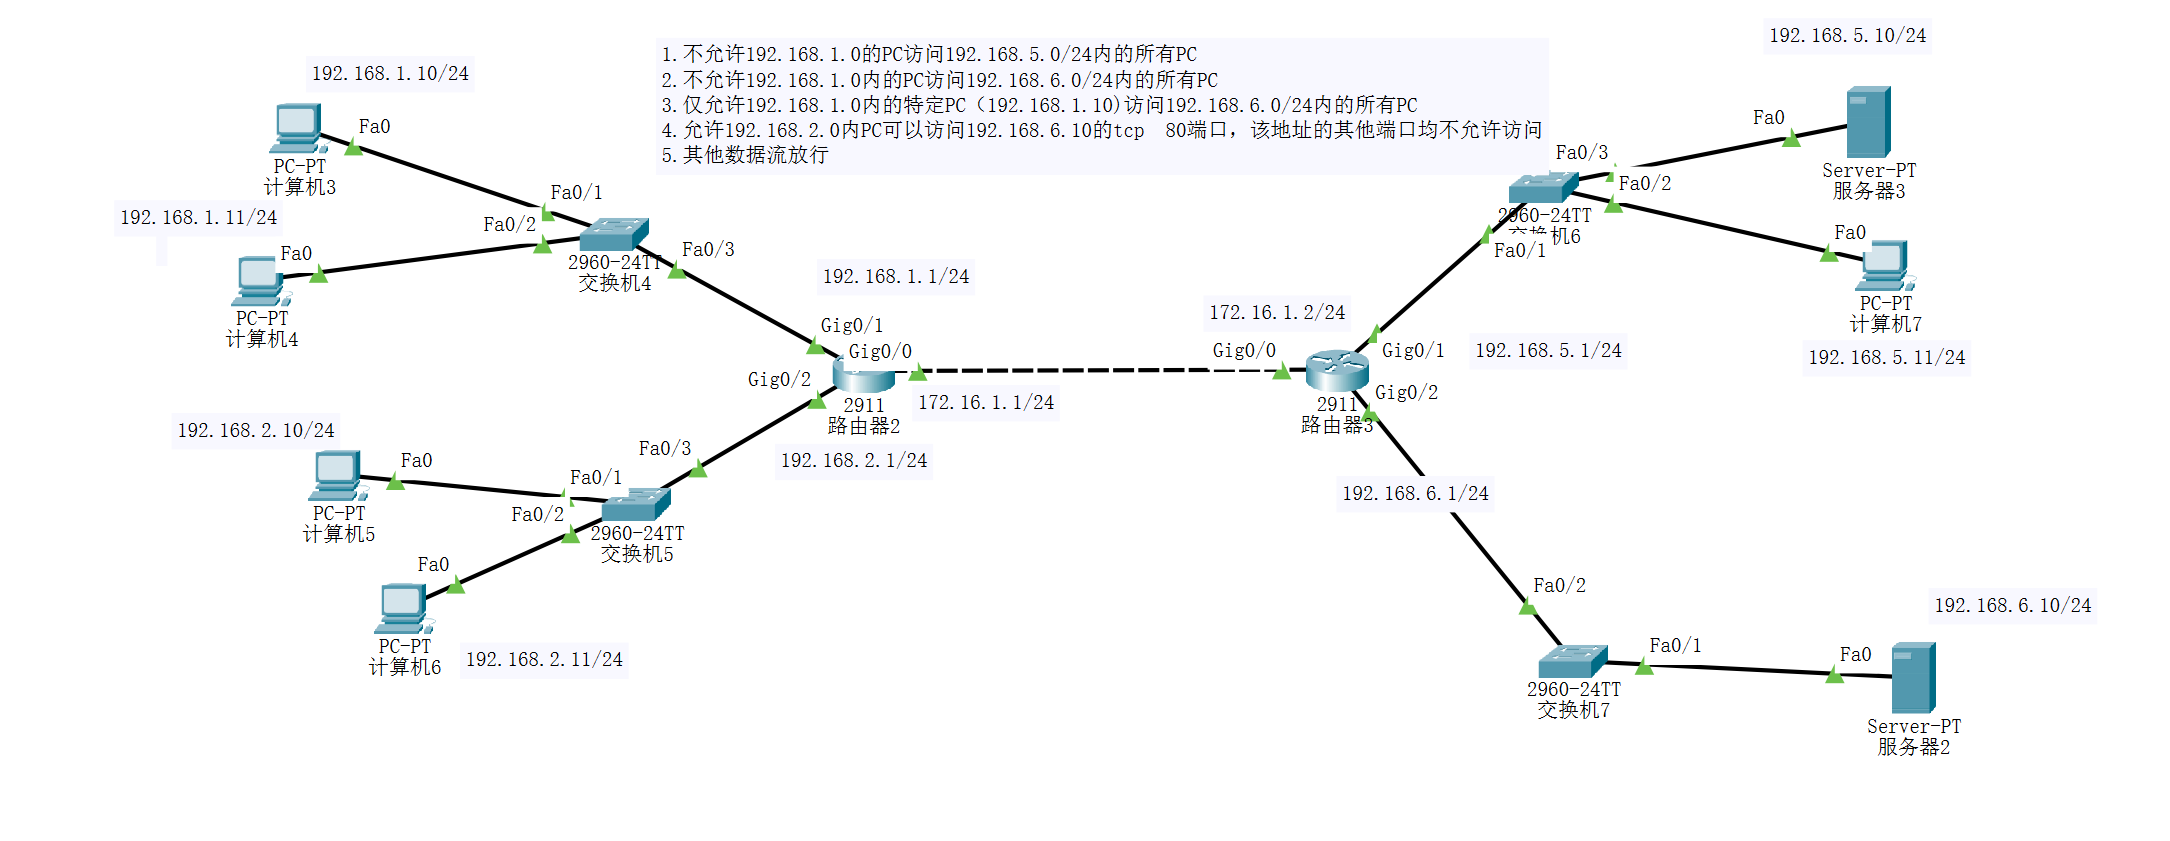 1.不允许192.168.1.0的PC访问192.168.5.0/24内的所有PC
2.不允许192.168.1.0内的PC访问192.168.6.0/24内的所有PC
3.仅允许192.168.1.0内的特定PC（192.168.1.10)访问192.168.6.0/24内的所有PC
4.允许192.168.2.0内PC可以访问192.168.6.10的tcp  80端口，该地址的其他端口均不允许访问
5.其他数据流放行
192.168.1.10/24
Fa0
PC-PT
计算机3
192.168.1.11/24
Fa0
PC-PT
计算机4
Fa0/1
Fa0/2
Fa0/3
2960-24TT
交换机4
192.168.1.1/24
Gig0/1
Gig0/0
Gig0/2
2911
路由器2
172.16.1.1/24
192.168.2.1/24
192.168.2.10/24
Fa0
PC-PT
计算机5
Fa0/3
Fa0/1
Fa0/2
2960-24TT
交换机5
Fa0
PC-PT
计算机6
192.168.2.11/24
172.16.1.2/24
Gig0/0
Gig0/1
Gig0/2
2911
路由器3
192.168.5.1/24
192.168.6.1/24
192.168.5.10/24
Fa0
Server-PT
服务器3
Fa0/3
Fa0/2
2960-24TT
交换机6
Fa0/1
Fa0
PC-PT
计算机7
192.168.5.11/24
Fa0/2
Fa0/1
2960-24TT
交换机7
192.168.6.10/24
Fa0
Server-PT
服务器2